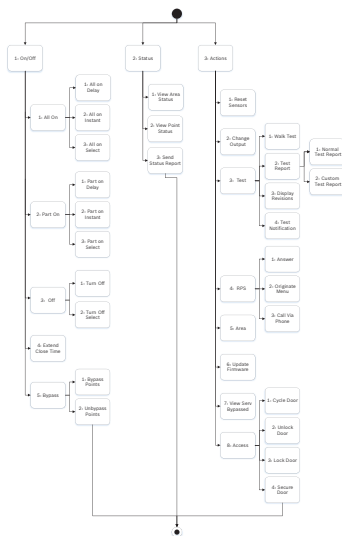 1: On/Off
2: Status
3: Actions
1: All On
1: All on
Delay
2: All on
Instant
3: All on
Select
2: Part On
1: Part on
Delay
2: Part on
Instant
3: Part on
Select
3: Off
1: Turn Off
2: Turn Off
Select
4: Extend
Close Time
5: Bypass
1: Bypass
Points
2: Unbypass
Points
1: View Area
Status
2: View Point
Status
3: Send
Status Report
1: Reset
Sensors
2: Change
Output
3: Test
1: Walk Test
2: Test
Report
1: Normal
Test Report
2: Custom
Test Report
3: Display
Revisions
4: Test
Notification
4: RPS
1: Answer
2: Originate
Menu
3: Call Via
Phone
5: Area
6: Update
Firmware
7: View Serv
Bypassed
8: Access
1: Cycle Door
2: Unlock
Door
3: Lock Door
4: Secure
Door